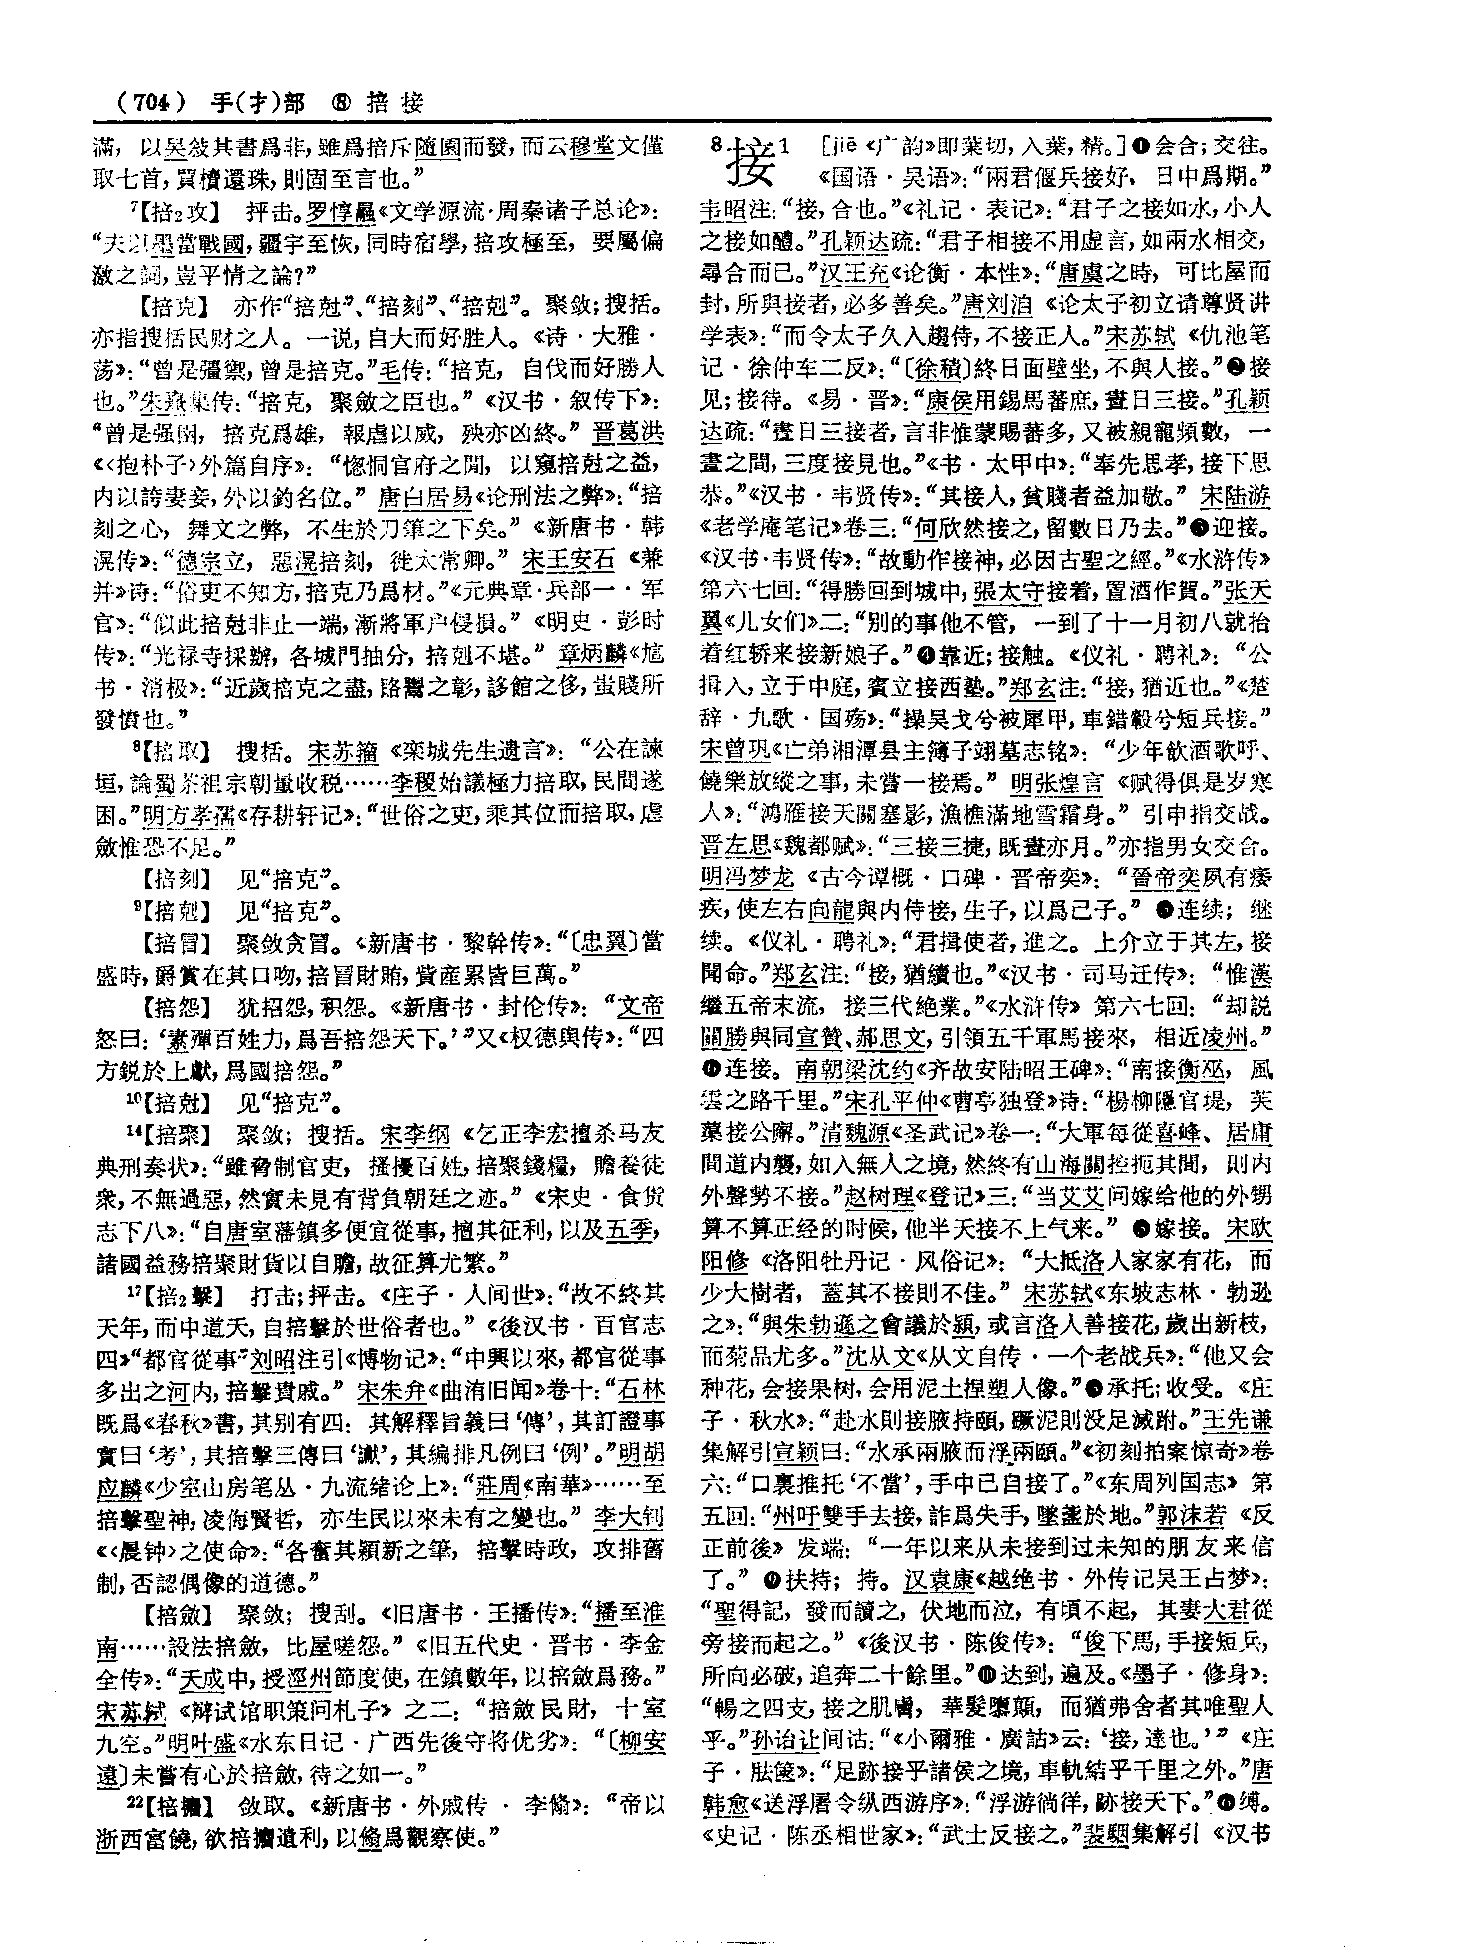 （704） 手(扌)部 ⑧ 掊 接
滿，以吴敍其書爲非，雖爲掊斥隨園而發，而云穆堂文僅
取七首，買櫝還珠，則固至言也。”
7【掊2攻】 抨击。罗惇曧《文学源流·周秦诸子总论》：
“夫以墨當戰國，疆宇至恢，同時宿學，掊攻極至，要屬偏
激之詞，豈平情之論？”
【掊克】 亦作“掊尅”、“掊刻”、“掊剋”。聚敛；搜括。
亦指搜括民财之人。一说，自大而好胜人。《诗·大雅·
荡》：“曾是彊禦，曾是掊克。”毛传：“掊克，自伐而好勝人
也。”朱熹集传：“掊克，聚斂之臣也。”《汉书·叙传下》：
“曾是强圉，掊克爲雄，報虐以威，殃亦凶終。”晋葛洪
《〈抱朴子〉外篇自序》：“惚恫官府之間，以窺掊尅之益，
内以誇妻妾，外以釣名位。”唐白居易《论刑法之弊》：“掊
刻之心，舞文之弊，不生於刀筆之下矣。”《新唐书·韩
滉传》：“德宗立，惡滉掊刻，徙太常卿。”宋王安石《兼
并》诗：“俗吏不知方，掊克乃爲材。”《元典章·兵部一·军
官》：“似此掊尅非止一端，漸將軍户侵損。”《明史·彭时
传》：“光禄寺採辦，各城門抽分，掊剋不堪。”章炳麟《訄
书·消极》：“近歲掊克之盡，賂鬻之彰，謻館之侈，蚩賤所
發憤也。”
8【掊取】 搜括。宋苏籀《栾城先生遗言》：“公在諫
垣，論蜀茶祖宗朝量收税……李稷始議極力掊取，民間遂
困。”明方孝孺《存耕轩记》：“世俗之吏，乘其位而掊取，虐
斂惟恐不足。”
【掊刻】 见“掊克”。
9【掊剋】 见“掊克”。
【掊冒】 聚敛贪冒。《新唐书·黎幹传》：“〔忠翼〕當
盛時，爵賞在其口吻，掊冒財賄，貲産累皆巨萬。”
【掊怨】 犹招怨，积怨。《新唐书·封伦传》：“文帝
怒曰：‘素殫百姓力，爲吾掊怨天下。’”又《权德舆传》：“四
方鋭於上獻，爲國掊怨。”
10【掊尅】 见“掊克”。
14【掊聚】 聚敛；搜括。宋李纲《乞正李宏擅杀马友
典刑奏状》：“雖脅制官吏，搔擾百姓，掊聚錢糧，贍養徒
衆，不無過惡，然實未見有背負朝廷之迹。”《宋史·食货
志下八》：“自唐室藩鎮多便宜從事，擅其征利，以及五季，
諸國益務掊聚財貨以自贍，故征算尤繁。”
17【掊2擊】 打击；抨击。《庄子·人间世》：“故不終其
天年，而中道夭，自掊擊於世俗者也。”《後汉书·百官志
四》“都官從事”刘昭注引《博物记》：“中興以來，都官從事
多出之河内，掊擊貴戚。”宋朱弁《曲洧旧闻》卷十：“石林
既爲《春秋》書，其别有四：其解釋旨義曰‘傳’，其訂證事
實曰‘考’，其掊擊三傳曰‘讞’，其編排凡例曰‘例’。”明胡
应麟《少室山房笔丛·九流绪论上》：“莊周《南華》……至
掊擊聖神，凌侮賢哲，亦生民以來未有之變也。”李大钊
《〈晨钟〉之使命》：“各奮其穎新之筆，掊擊時政，攻排舊
制，否認偶像的道德。”
【掊斂】 聚敛；搜刮。《旧唐书·王播传》：“播至淮
南……設法掊斂，比屋嗟怨。”《旧五代史·晋书·李金
全传》：“天成中，授涇州節度使，在鎮數年，以掊斂爲務。”
宋苏轼《辩试馆职策问札子》之二：“掊斂民財，十室
九空。”明叶盛《水东日记·广西先後守将优劣》：“〔柳安
遠〕未嘗有心於掊斂，待之如一。”
22【掊攟】 敛取。《新唐书·外戚传·李翛》：“帝以
浙西富饒，欲掊攟遺利，以翛爲觀察使。”
8接1 [jiē《广韵》即葉切，入葉，精。]❶会合；交往。
《国语·吴语》：“兩君偃兵接好，日中爲期。”
韦昭注：“接，合也。”《礼记·表记》：“君子之接如水，小人
之接如醴。”孔颖达疏：“君子相接不用虚言，如兩水相交，
尋合而已。”汉王充《论衡·本性》：“唐虞之時，可比屋而
封，所與接者，必多善矣。”唐刘洎《论太子初立请尊贤讲
学表》：“而令太子久入趨侍，不接正人。”宋苏轼《仇池笔
记·徐仲车二反》：“〔徐積〕終日面壁坐，不與人接。”❷接
见；接待。《易·晋》：“康侯用錫馬蕃庶，晝日三接。”孔颖
达疏：“晝日三接者，言非惟蒙賜蕃多，又被親寵頻數，一
晝之間，三度接見也。”《书·太甲中》：“奉先思孝，接下思
恭。”《汉书·韦贤传》：“其接人，貧賤者益加敬。”宋陆游
《老学庵笔记》卷三：“何欣然接之，留數日乃去。”❸迎接。
《汉书·韦贤传》：“故動作接神，必因古聖之經。”《水浒传》
第六七回：“得勝回到城中，張太守接着，置酒作賀。”张天
翼《儿女们》二：“别的事他不管，一到了十一月初八就抬
着红轿来接新娘子。”❹靠近；接触。《仪礼·聘礼》：“公
揖入，立于中庭，賓立接西塾。”郑玄注：“接，猶近也。”《楚
辞·九歌·国殇》：“操吴戈兮被犀甲，車錯轂兮短兵接。”
宋曾巩《亡弟湘潭县主簿子翊墓志铭》：“少年飲酒歌呼、
饒樂放縱之事，未嘗一接焉。”明张煌言《赋得俱是岁寒
人》：“鸿雁接天關塞影，漁樵滿地雪霜身。”引申指交战。
晋左思《魏都赋》：“三接三捷，既晝亦月。”亦指男女交合。
明冯梦龙《古今谭概·口碑·晋帝奕》：“晉帝奕夙有痿
疾，使左右向龍與内侍接，生子，以爲己子。”❺连续；继
续。《仪礼·聘礼》：“君揖使者，進之。上介立于其左，接
聞命。”郑玄注：“接，猶續也。”《汉书·司马迁传》：“惟漢
繼五帝末流，接三代絶業。”《水浒传》第六七回：“却説
關勝與同宣贊、郝思文，引領五千軍馬接來，相近凌州。”
❻连接。南朝梁沈约《齐故安陆昭王碑》：“南接衡巫，風
雲之路千里。”宋孔平仲《曹亭独登》诗：“楊柳隱官堤，芙
蕖接公廨。”清魏源《圣武记》卷一：“大軍每從喜峰、居庸
間道内襲，如入無人之境，然終有山海關控扼其間，則内
外聲勢不接。”赵树理《登记》三：“当艾艾问嫁给他的外甥
算不算正经的时候，他半天接不上气来。”❼嫁接。宋欧
阳修《洛阳牡丹记·风俗记》：“大抵洛人家家有花，而
少大樹者，蓋其不接則不佳。”宋苏轼《东坡志林·勃逊
之》：“與朱勃遜之會議於潁，或言洛人善接花，歲出新枝，
而菊品尤多。”沈从文《从文自传·一个老战兵》：“他又会
种花，会接果树，会用泥土捏塑人像。”❽承托；收受。《庄
子·秋水》：“赴水則接腋持頤，蹶泥則没足滅跗。”王先谦
集解引宣颖曰：“水承兩腋而浮兩頤。”《初刻拍案惊奇》卷
六：“口裏推托‘不當’，手中已自接了。”《东周列国志》第
五回：“州吁雙手去接，詐爲失手，墜盞於地。”郭沫若《反
正前後》发端：“一年以来从未接到过未知的朋友来信
了。”❾扶持；持。汉袁康《越绝书·外传记吴王占梦》：
“聖得記，發而讀之，伏地而泣，有頃不起，其妻大君從
旁接而起之。”《後汉书·陈俊传》：“俊下馬，手接短兵，
所向必破，追奔二十餘里。”❿达到，遍及。《墨子·修身》：
“暢之四支，接之肌膚，華髮隳顛，而猶弗舍者其唯聖人
乎。”孙诒让间诂：“《小爾雅·廣詁》云：‘接，達也。’”《庄
子·胠箧》：“足跡接乎諸侯之境，車軌結乎千里之外。”唐
韩愈《送浮屠令纵西游序》：“浮游徜徉，跡接天下。”⓫缚。
《史记·陈丞相世家》：“武士反接之。”裴駰集解引《汉书